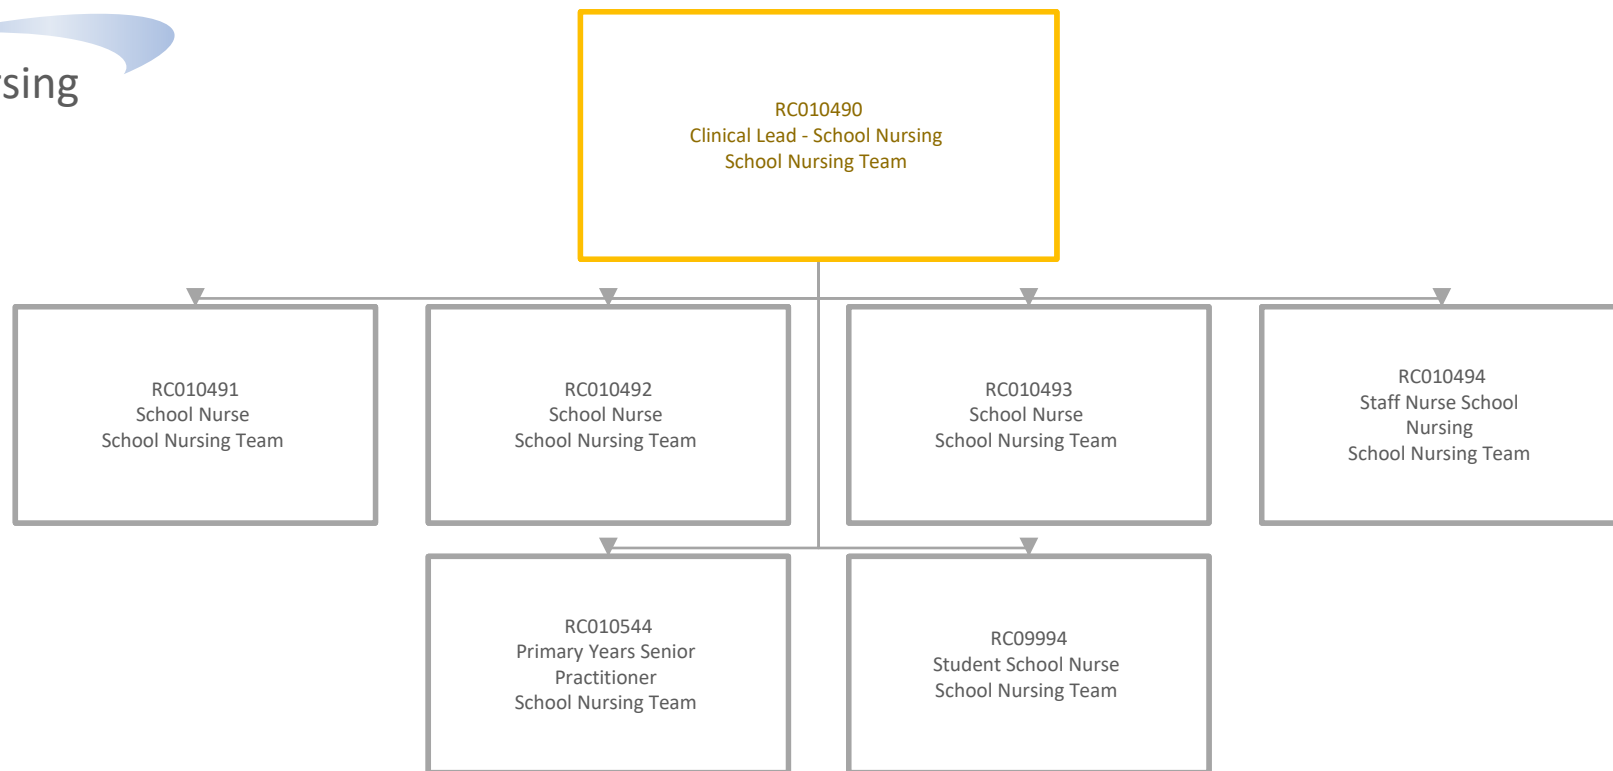 RC010490
Clinical Lead - School Nursing
School Nursing Team
RC010491
School Nurse
School Nursing Team
RC010492
School Nurse
School Nursing Team
RC010493
School Nurse
School Nursing Team
RC010494
Staff Nurse School
Nursing
School Nursing Team
RC010544
Primary Years Senior
Practitioner
School Nursing Team
RC09994
Student School Nurse
School Nursing Team